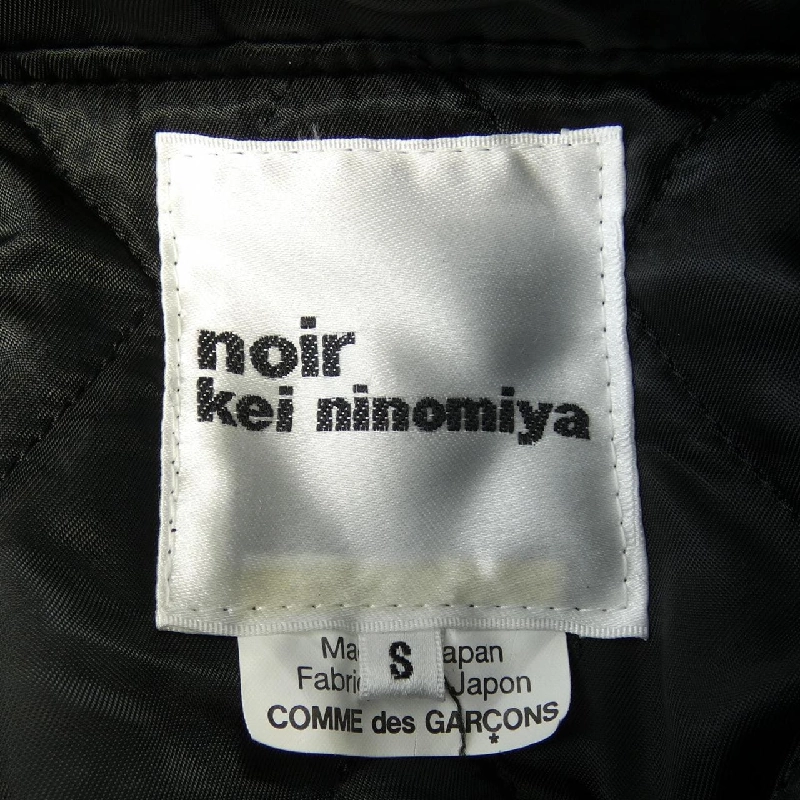 noir
kei ninomiya
S
Ma apan
Fabri Japon
COMME des GARÇONS
*